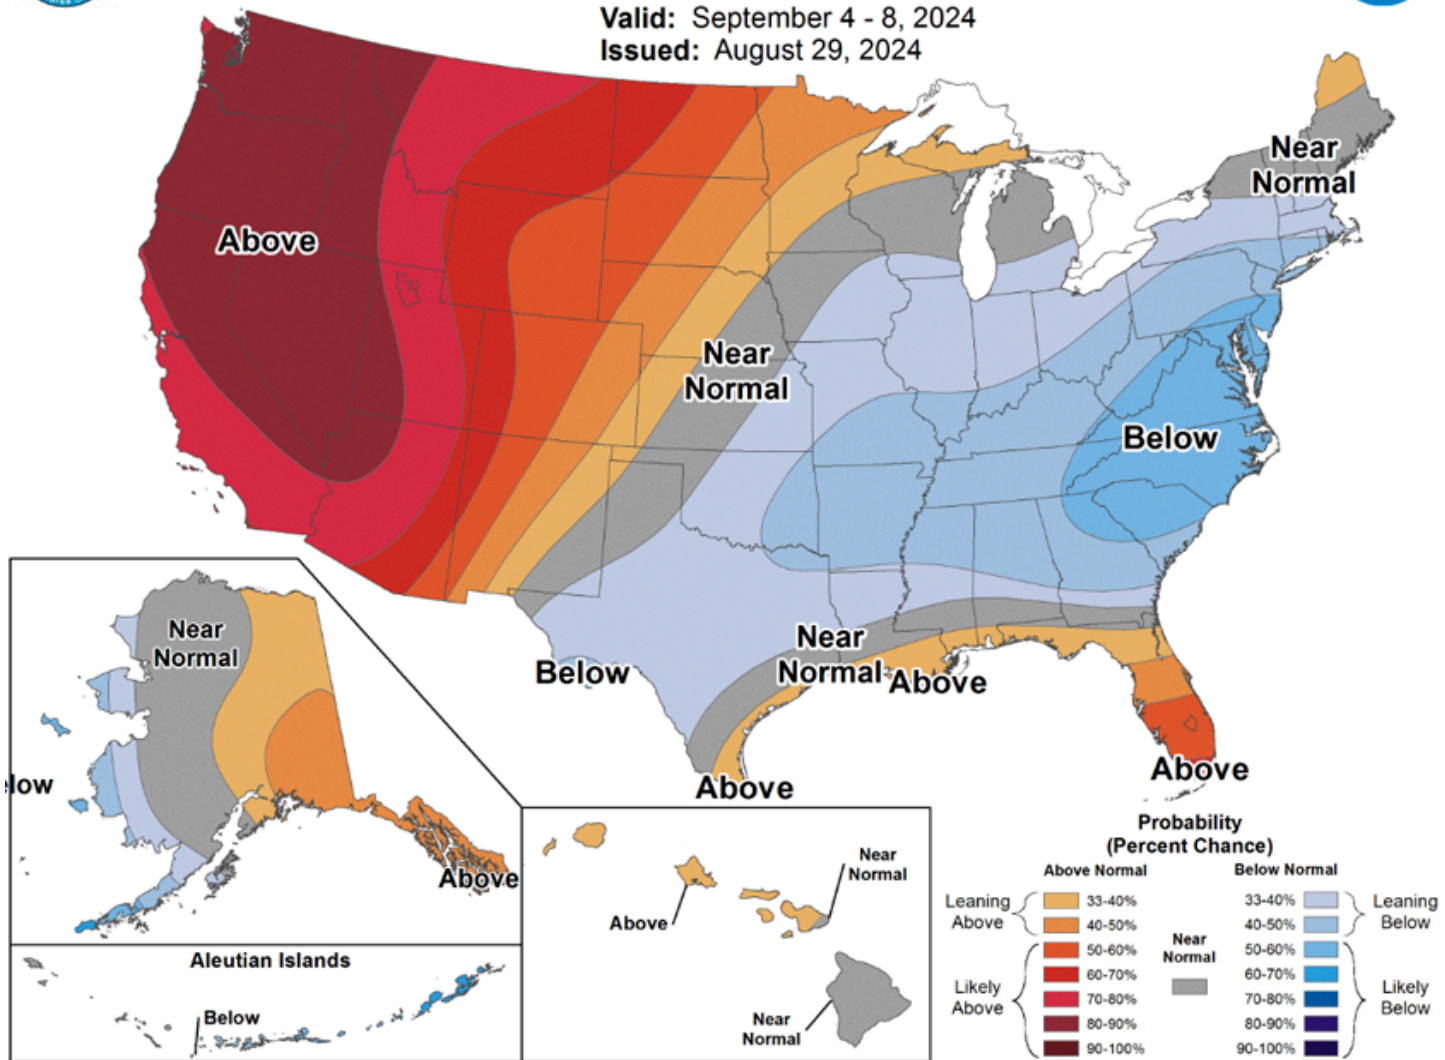 Valid: September 4 - 8, 2024
Issued: August 29, 2024
Near
Normal
Above
Near
Normal
Below
Near
Normal
Near
Normal
Below
Above
Above
Above
elow
Above
Near
Normal
Above
Near
Normal
Aleutian Islands
Below
Probability
(Percent Chance)
Above Normal
Below Normal
Leaning
Above
33-40%
40-50%
Likely
Above
50-60%
60-70%
70-80%
80-90%
90-100%
Near
Normal
33-40%
40-50%
Leaning
Below
50-60%
60-70%
70-80%
80-90%
90-100%
Likely
Below